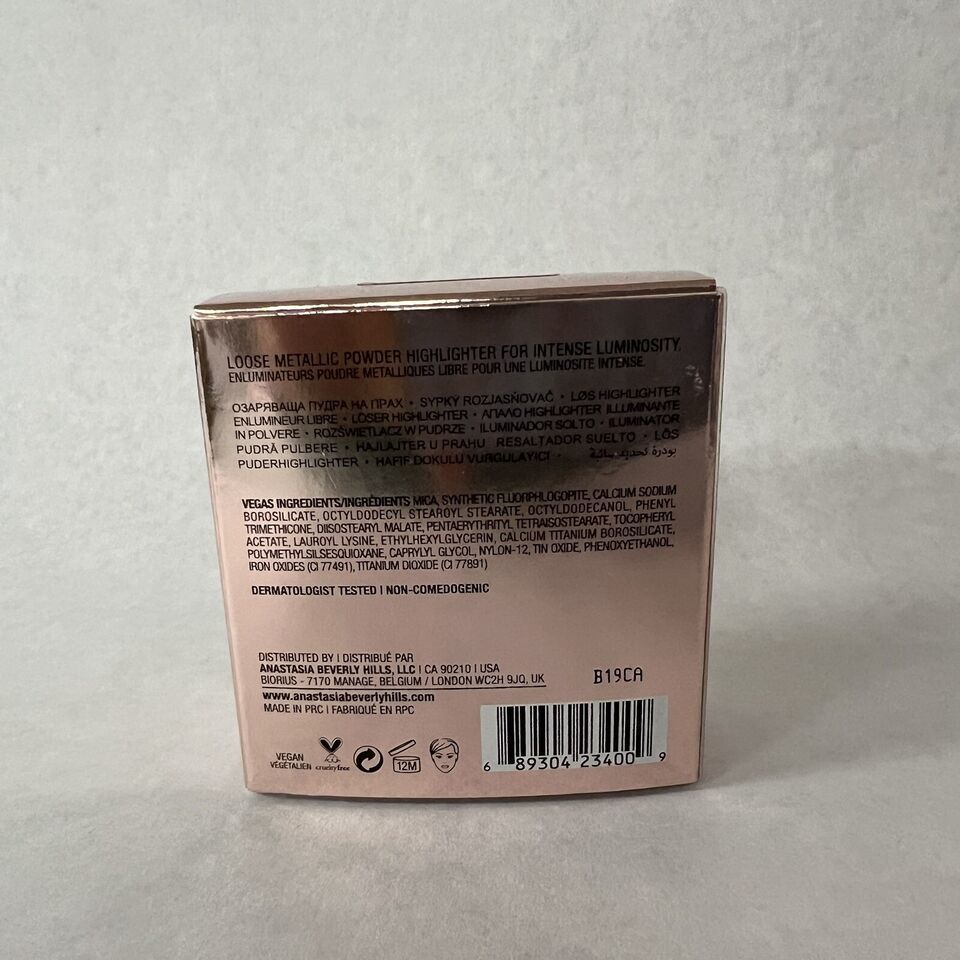 LOOSE METALLIC POWDER HIGHLIGHTER FOR INTENSE LUMINOSITY.
ENLUMINATEURS POUDRE METALLIQUES LIBRE POUR UNE LUMINOSITE INTENSE.
ОЗАРЯВАЩА ПУДРА НА ПРАХ • SYPKÝ ROZJASŇOVAČ • LØS HIGHLIGHTER
ENLUMINEUR LIBRE • LOSER HIGHLIGHTER • ΑΠΑΛΟ HIGHLIGHTER ILLUMINANTE
IN POLVERE • ROZŚWIETLACZ W PUDRZE • ILUMINADOR SOLTO • ILUMINATOR
PUDRĂ PULBERE • HAJLAJTER U PRAHU RESALTADOR SUELTO • LÖS
PUDERHIGHLIGHTER • HAFIF DOKULU VURGULAYICI • بودرة تحديد سائبة
VEGAS INGREDIENTS/INGRÉDIENTS MICA, SYNTHETIC FLUORPHLOGOPITE, CALCIUM SODIUM
BOROSILICATE, OCTYLDODECYL STEAROYL STEARATE, OCTYLDODECANOL, PHENYL
TRIMETHICONE, DIISOSTEARYL MALATE, PENTAERYTHRITYL TETRAISOSTEARATE, TOCOPHERYL
ACETATE, LAUROYL LYSINE, ETHYLHEXYLGLYCERIN, CALCIUM TITANIUM BOROSILICATE,
POLYMETHYLSILSESQUIOXANE, CAPRYLYL GLYCOL, NYLON-12, TIN OXIDE, PHENOXYETHANOL,
IRON OXIDES (CI 77491), TITANIUM DIOXIDE (CI 77891)
DERMATOLOGIST TESTED | NON-COMEDOGENIC
DISTRIBUTED BY | DISTRIBUÉ PAR
ANASTASIA BEVERLY HILLS, LLC | CA 90210 | USA
BIORIUS - 7170 MANAGE, BELGIUM / LONDON WC2H 9JQ, UK
B19CA
www.anastasiabeverlyhills.com
MADE IN PRC | FABRIQUÉ EN RPC
VEGAN
VÉGÉTALIEN
crueltyfree
12M
6 89304 23400 9